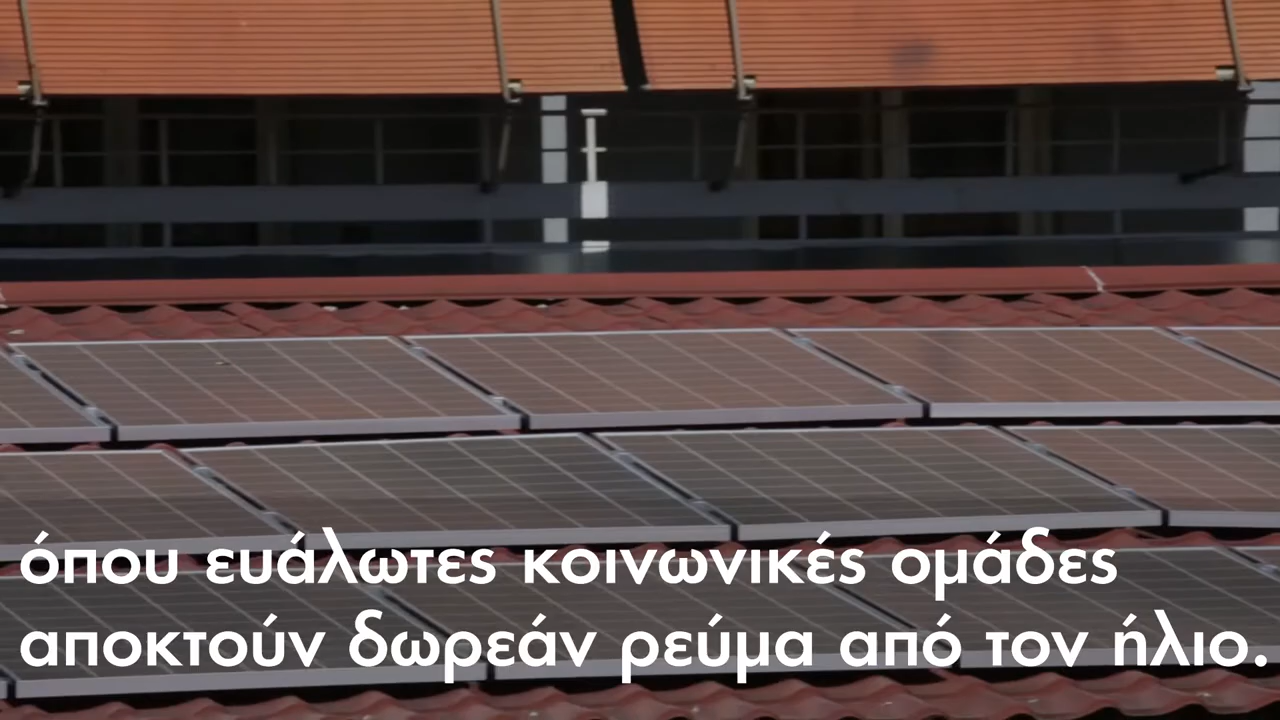 όπου ευάλωτες κοινωνικές ομάδες
αποκτούν δωρεάν ρεύμα από τον ήλιο.